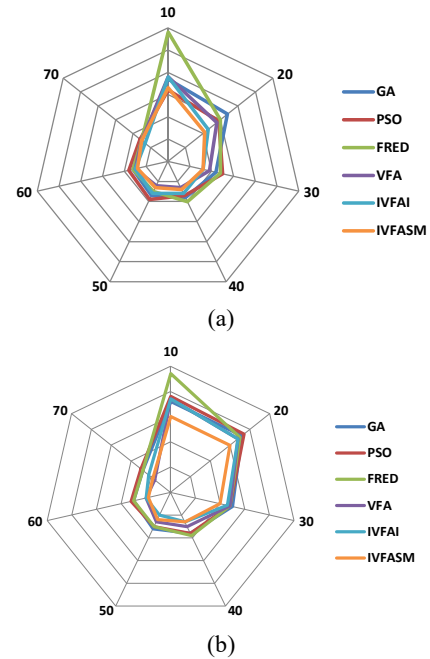 10
20
30
40
50
60
70
GA
PSO
FRED
VFA
IVFAI
IVFASM
(a)
10
20
30
40
50
60
70
GA
PSO
FRED
VFA
IVFAI
IVFASM
(b)